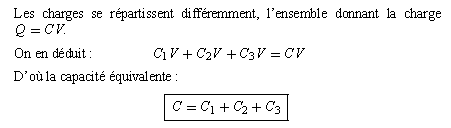 Les charges se répartissent différemment, l'ensemble donnant la charge
Q = CV.
On en déduit : C₁V + C₂V + C₃V = CV
D'où la capacité équivalente :
C = C₁ + C₂ + C₃